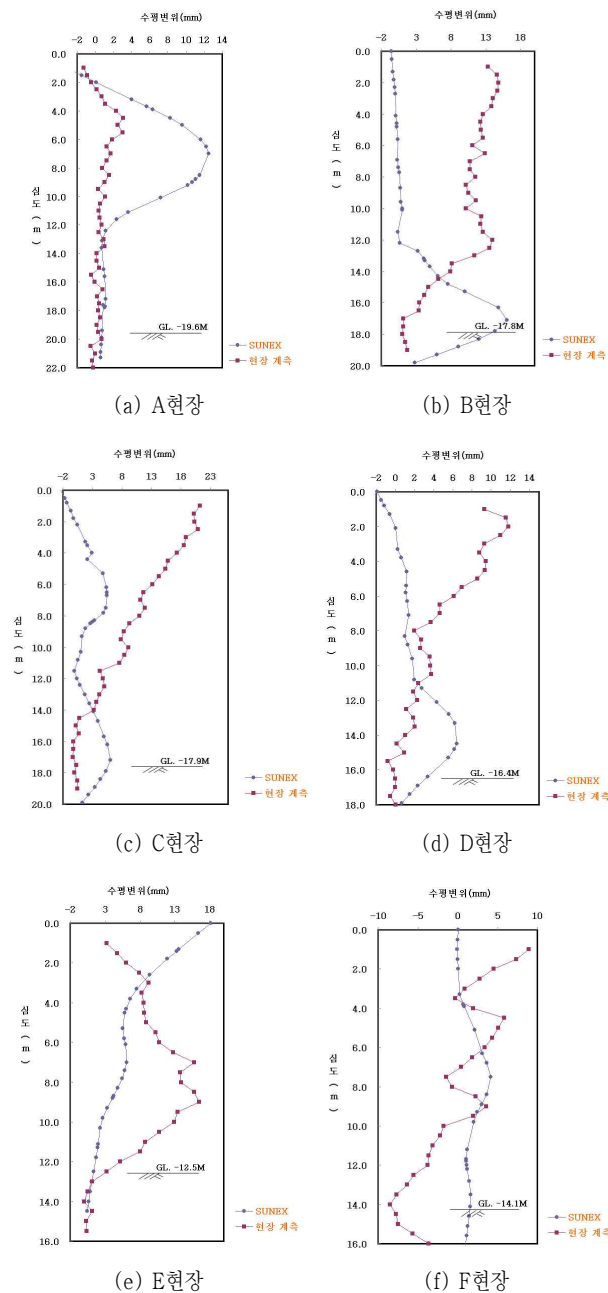 수평변위(mm)
-2 0 2 4 6 8 10 12 14
0.0
2.0
4.0
6.0
8.0
10.0
12.0
14.0
16.0
18.0
20.0
22.0
심도(m)
GL. -19.6M
SUNEX
현장 계측
(a) A현장
수평변위(mm)
-2 3 8 13 18
0.0
2.0
4.0
6.0
8.0
10.0
12.0
14.0
16.0
18.0
20.0
심도(m)
GL. -17.8M
SUNEX
현장 계측
(b) B현장
수평변위(mm)
-2 3 8 13 18 23
0.0
2.0
4.0
6.0
8.0
10.0
12.0
14.0
16.0
18.0
20.0
심도(m)
GL. -17.9M
SUNEX
현장 계측
(c) C현장
수평변위(mm)
-2 0 2 4 6 8 10 12 14
0.0
2.0
4.0
6.0
8.0
10.0
12.0
14.0
16.0
18.0
심도(m)
GL. -16.4M
SUNEX
현장 계측
(d) D현장
수평변위(mm)
-2 3 8 13 18
0.0
2.0
4.0
6.0
8.0
10.0
12.0
14.0
16.0
심도(m)
GL. -12.5M
SUNEX
현장 계측
(e) E현장
수평변위(mm)
-10 -5 0 5 10
0.0
2.0
4.0
6.0
8.0
10.0
12.0
14.0
16.0
심도(m)
GL. -14.1M
SUNEX
현장 계측
(f) F현장